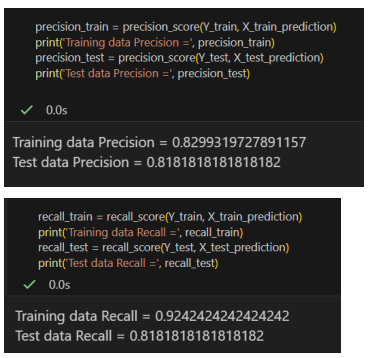 precision_train = precision_score(Y_train, X_train_prediction)
print('Training data Precision =', precision_train)
precision_test = precision_score(Y_test, X_test_prediction)
print('Test data Precision =', precision_test)
0.0s
Training data Precision = 0.8299319727891157
Test data Precision = 0.8181818181818182
recall_train = recall_score(Y_train, X_train_prediction)
print('Training data Recall =', recall_train)
recall_test = recall_score(Y_test, X_test_prediction)
print('Test data Recall =', recall_test)
0.0s
Training data Recall = 0.9242424242424242
Test data Recall = 0.8181818181818182